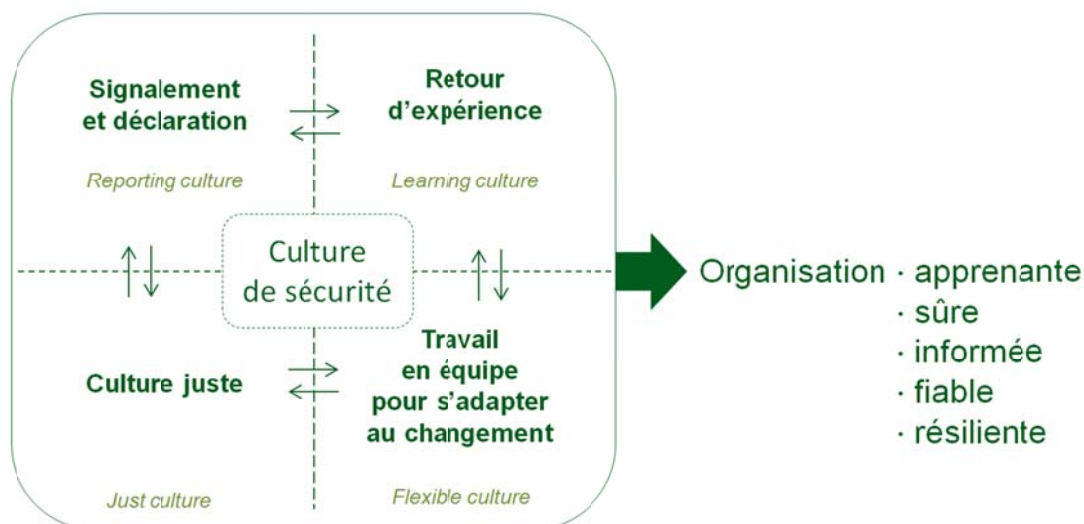 Signalement
et déclaration
Reporting culture
Retour
d'expérience
Learning culture
Culture
de sécurité
Culture juste
Just culture
Travail
en équipe
pour s'adapter
au changement
Flexible culture
Organisation · apprenante
· sûre
· informée
· fiable
· résiliente